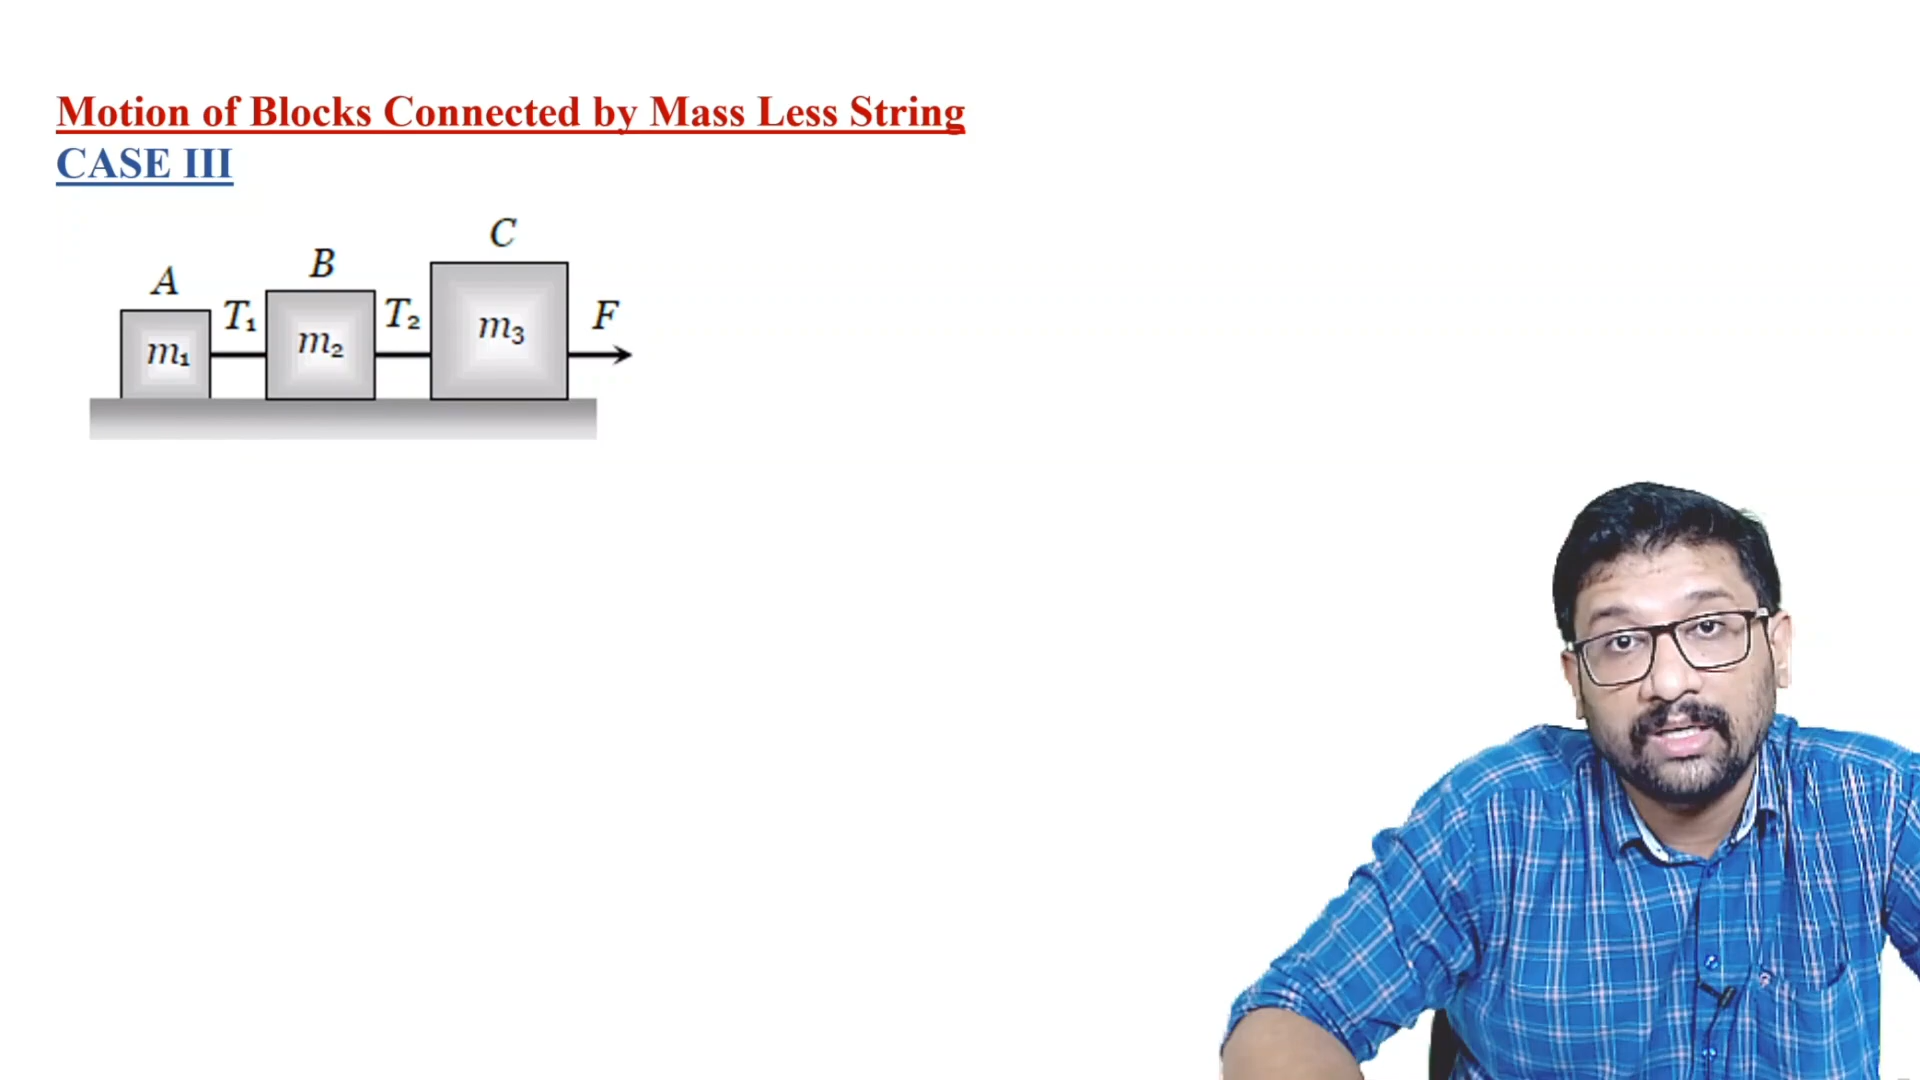 Motion of Blocks Connected by Mass Less String
CASE III
C
B
A
T₁ T₂ F
m₁ m₂ m₃